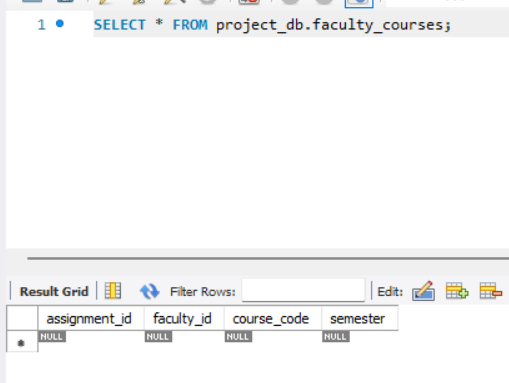 1 SELECT * FROM project_db.faculty_courses;
Result Grid Filter Rows: Edit:
assignment_id faculty_id course_code semester
NULL NULL NULL NULL